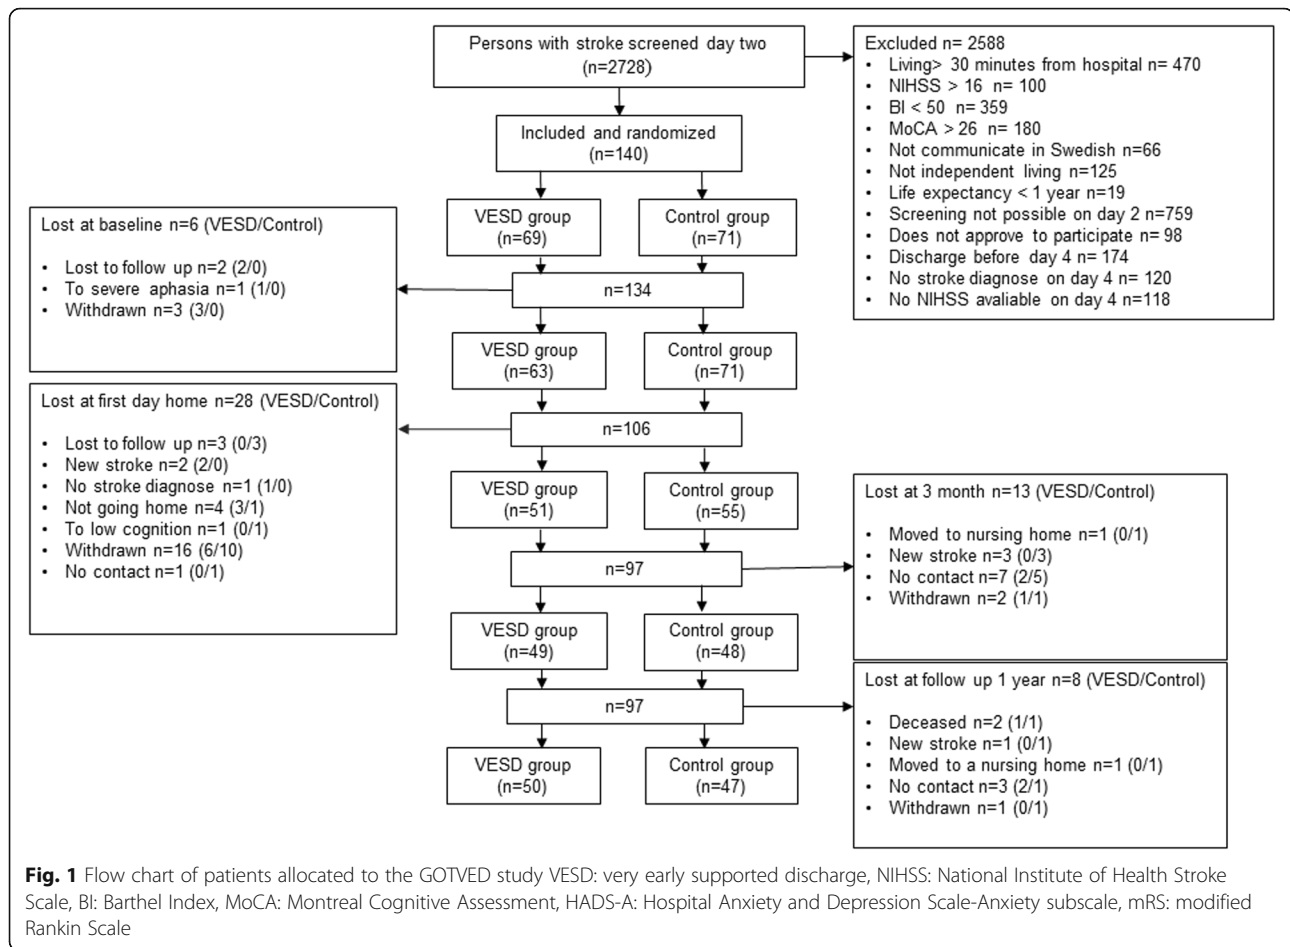 Persons with stroke screened day two
(n=2728)
Excluded n= 2588
• Living> 30 minutes from hospital n= 470
• NIHSS > 16 n= 100
• BI < 50 n= 359
• MoCA > 26 n= 180
• Not communicate in Swedish n=66
• Not independent living n=125
• Life expectancy < 1 year n=19
• Screening not possible on day 2 n=759
• Does not approve to participate n= 98
• Discharge before day 4 n= 174
• No stroke diagnose on day 4 n= 120
• No NIHSS avaliable on day 4 n=118
Included and randomized
(n=140)
VESD group
(n=69)
Control group
(n=71)
Lost at baseline n=6 (VESD/Control)
• Lost to follow up n=2 (2/0)
• To severe aphasia n=1 (1/0)
• Withdrawn n=3 (3/0)
n=134
VESD group
(n=63)
Control group
(n=71)
Lost at first day home n=28 (VESD/Control)
• Lost to follow up n=3 (0/3)
• New stroke n=2 (2/0)
• No stroke diagnose n=1 (1/0)
• Not going home n=4 (3/1)
• To low cognition n=1 (0/1)
• Withdrawn n=16 (6/10)
• No contact n=1 (0/1)
n=106
VESD group
(n=51)
Control group
(n=55)
Lost at 3 month n=13 (VESD/Control)
• Moved to nursing home n=1 (0/1)
• New stroke n=3 (0/3)
• No contact n=7 (2/5)
• Withdrawn n=2 (1/1)
n=97
VESD group
(n=49)
Control group
(n=48)
Lost at follow up 1 year n=8 (VESD/Control)
• Deceased n=2 (1/1)
• New stroke n=1 (0/1)
• Moved to a nursing home n=1 (0/1)
• No contact n=3 (2/1)
• Withdrawn n=1 (0/1)
n=97
VESD group
(n=50)
Control group
(n=47)
Fig. 1 Flow chart of patients allocated to the GOTVED study VESD: very early supported discharge, NIHSS: National Institute of Health Stroke
Scale, BI: Barthel Index, MoCA: Montreal Cognitive Assessment, HADS-A: Hospital Anxiety and Depression Scale-Anxiety subscale, mRS: modified
Rankin Scale